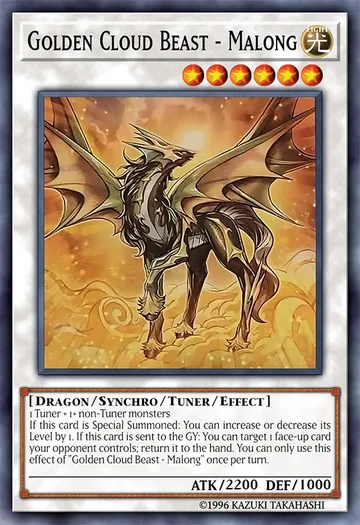 GOLDEN CLOUD BEAST - MALONG
LIGHT
光
[DRAGON/SYNCHRO/TUNER/EFFECT]
1 Tuner + 1+ non-Tuner monsters
If this card is Special Summoned: You can increase or decrease its
Level by 1. If this card is sent to the GY: You can target 1 face-up card
your opponent controls; return it to the hand. You can only use this
effect of "Golden Cloud Beast - Malong" once per turn.
ATK/2200 DEF/1000
©1996 KAZUKI TAKAHASHI